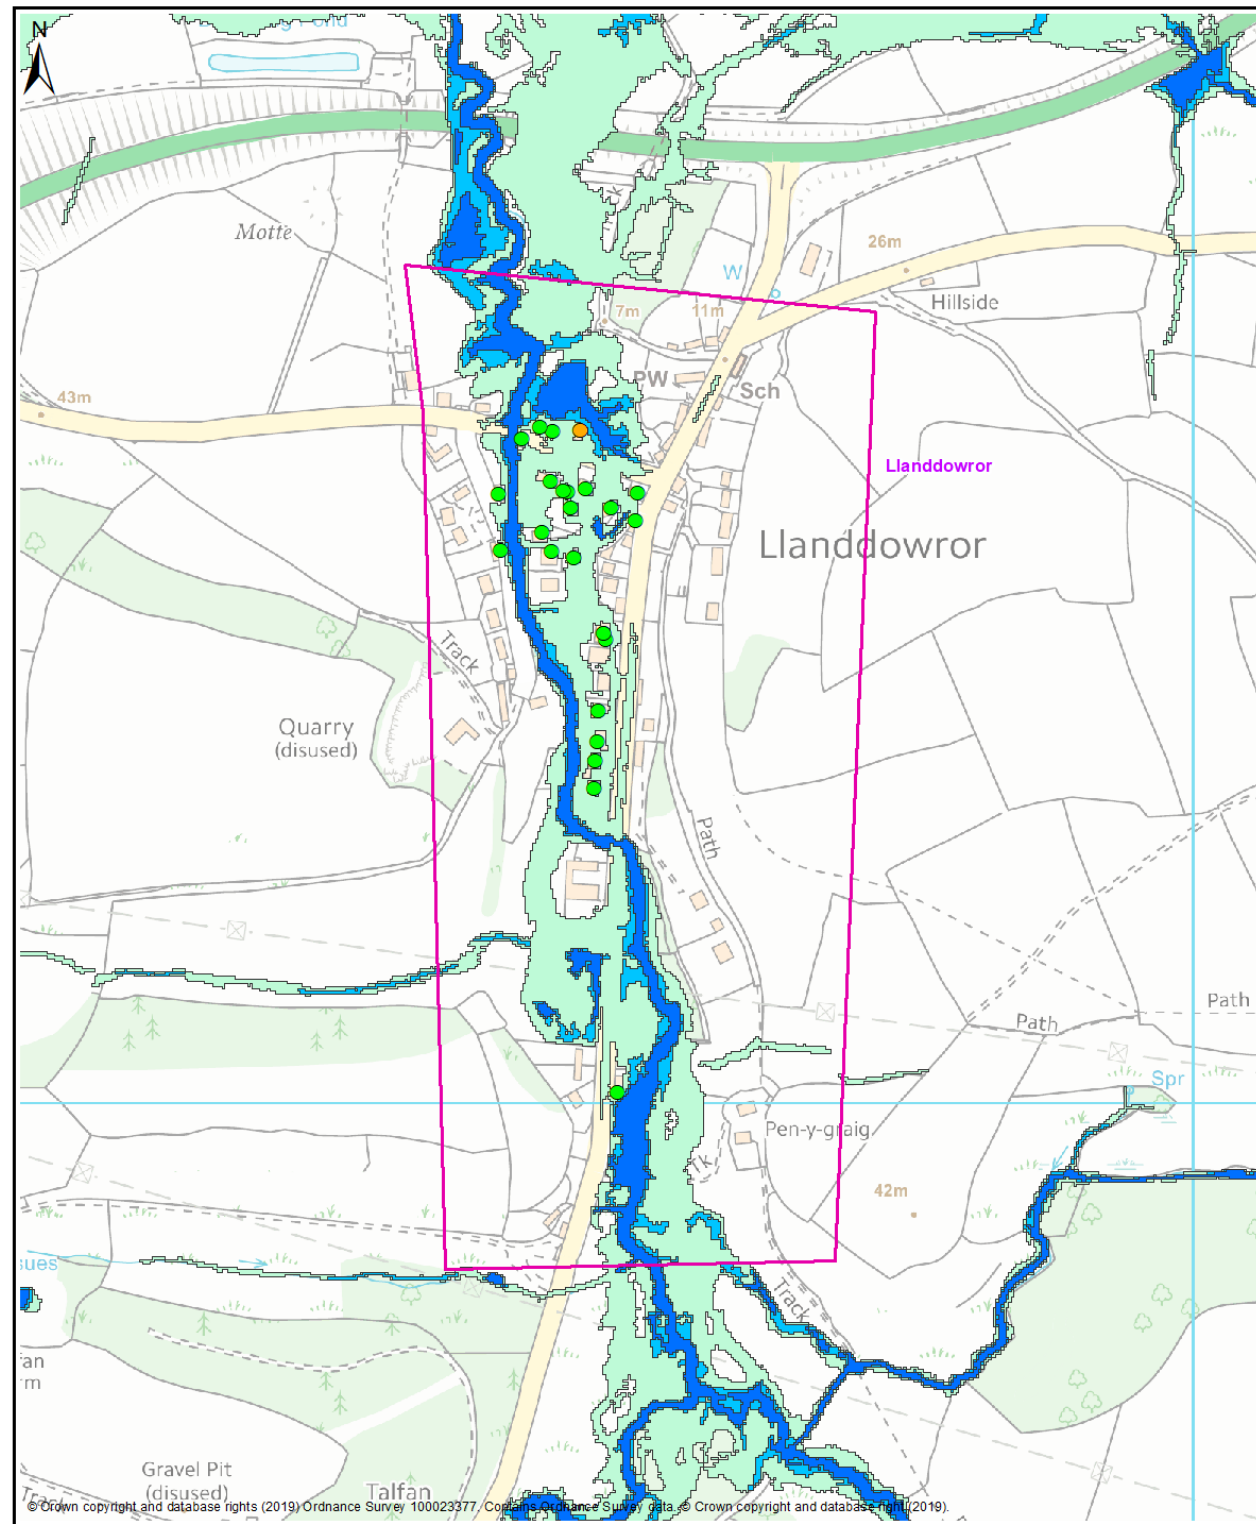 N
Motte
W
26m
Hillside
7m
11m
PW
Sch
43m
Llanddowror
Llanddowror
Track
Quarry
(disused)
Path
Path
Path
Spr
Pen-y-graig
42m
Track
Gravel Pit
(disused)
Talfan
© Crown copyright and database rights (2019) Ordnance Survey 100023377. Contains Ordnance Survey data. © Crown copyright and database right (2019).